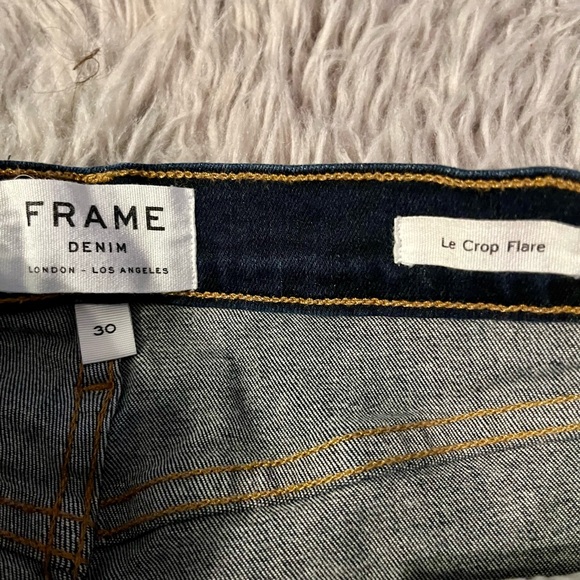 FRAME
DENIM
LONDON - LOS ANGELES
30
Le Crop Flare